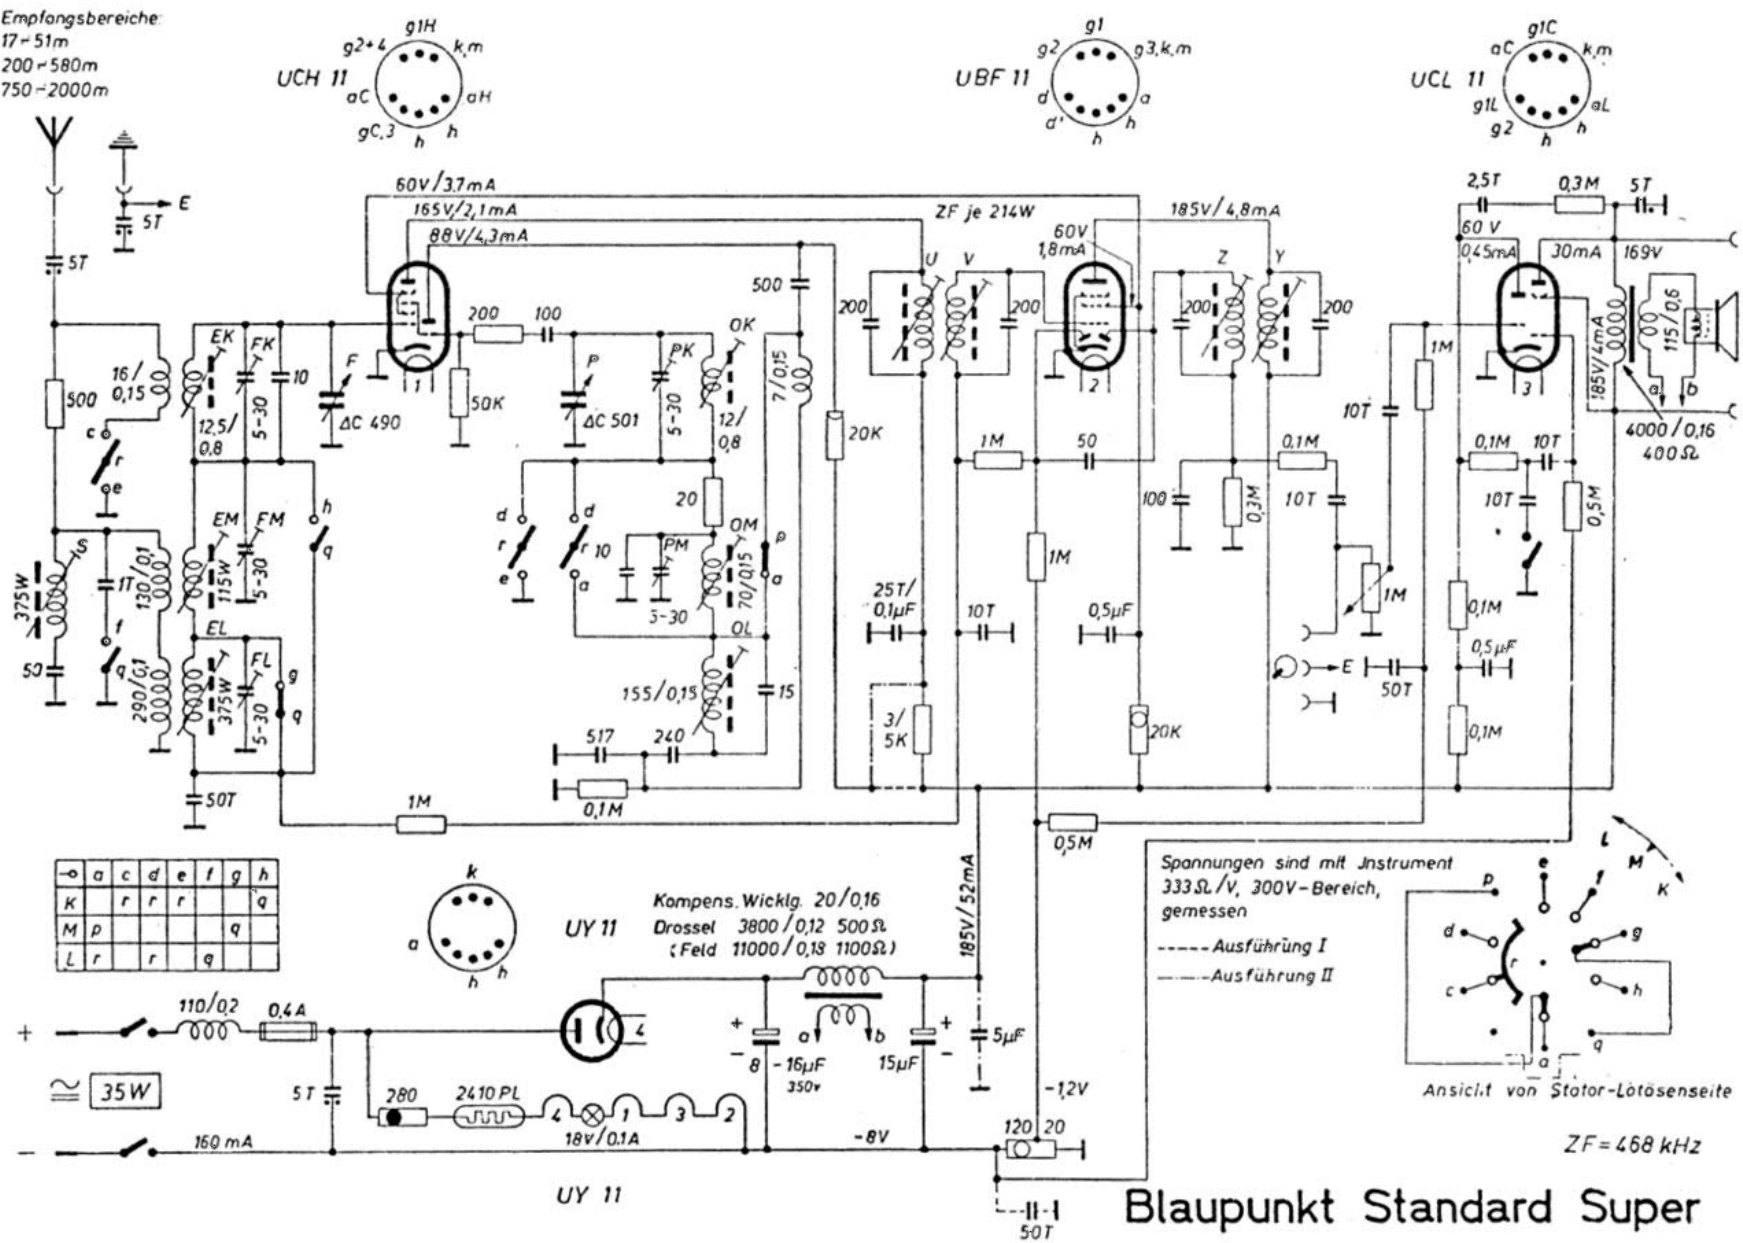 Empfangsbereiche:
17-51m
200-580m
750-2000m
UCH 11
g1H
g2+4
k,m
aC
aH
gC,3
h
h
UBF 11
g1
g2
g3,k,m
d
a
d'
h
h
UCL 11
g1C
aC
k,m
g1L
aL
g2
h
h
E
5T
5T
60V/3.7mA
165V/2,1mA
88V/4,3mA
ZF je 214W
60V
1,8mA
185V/4,8mA
2,5T
0,3M
5T
60 V
0,45mA
30mA
169V
500
16/
0,15
EK
FK
12,5/
0,8
5-30
10
F
ΔC 490
1
200
100
50K
P
ΔC 501
PK
5-30
OK
12/
0,8
500
7/0,15
20K
U
V
200
200
2
Z
Y
200
200
3
1M
10T
185V/4mA
115/0,6
a
b
4000/0,16
400Ω
c
r
e
h
q
d
r
e
d
r
a
10
PM
5-30
20
OM
70/0,15
p
a
1M
50
100
0,3M
0,1M
10T
0,1M
10T
10T
0,5M
S
375W
50
1T
f
q
130/0,1
290/0,1
EM
FM
115W
5-30
EL
FL
375W
5-30
g
q
OL
155/0,15
15
517
240
0,1M
25T/
0,1µF
3/
5K
10T
1M
0,5µF
20K
1M
E
50T
0,1M
0,5µF
0,1M
50T
1M
0,5M
a c d e f g h
K r r r q
M p g
L r r q
k
a
h
h
UY 11
Kompens. Wicklg. 20/0,16
Drossel 3800/0,12 500Ω
(Feld 11000/0,18 1100Ω)
185V/52mA
Spannungen sind mit Jnstrument
333Ω/V, 300V-Bereich,
gemessen
Ausführung I
Ausführung II
L
M
K
p
e
f
d
g
r
c
h
a
q
Ansicht von Stator-Lötösenseite
+
110/0,2
0,4A
4
+
-
8-16µF
350v
a
b
+
-
15µF
5µF
35W
5T
280
2410 PL
4
1
3
2
18V/0.1A
-
160 mA
-8V
-1,2V
120
20
50T
UY 11
ZF = 468 kHz
Blaupunkt Standard Super